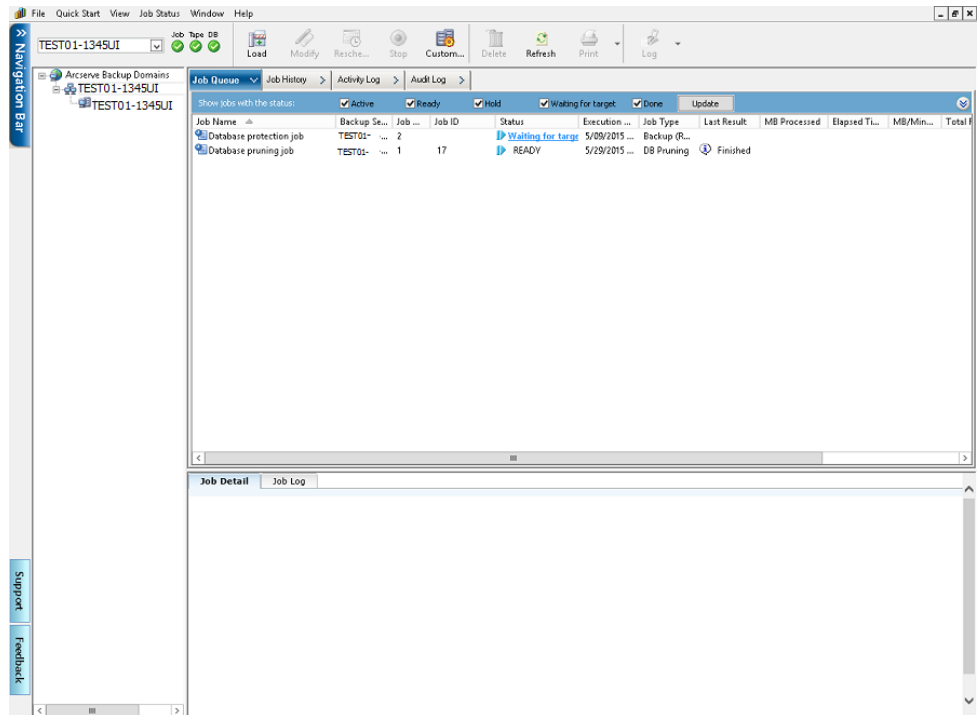 File Quick Start View Job Status Window Help
Job Tape DB
TEST01-1345UI
Load Modify Resche... Stop Custom... Delete Refresh Print Log
Navigation Bar
Arcserve Backup Domains
TEST01-1345UI
TEST01-1345UI
Job Queue Job History Activity Log Audit Log
Show jobs with the status: Active Ready Hold Waiting for target Done Update
Job Name Backup Se... Job ... Job ID Status Execution ... Job Type Last Result MB Processed Elapsed Ti... MB/Min... Total
Database protection job TEST01- ... 2 Waiting for targe 5/09/2015 ... Backup (R...
Database pruning job TEST01- ... 1 17 READY 5/29/2015 ... DB Pruning Finished
Job Detail Job Log
Support
Feedback